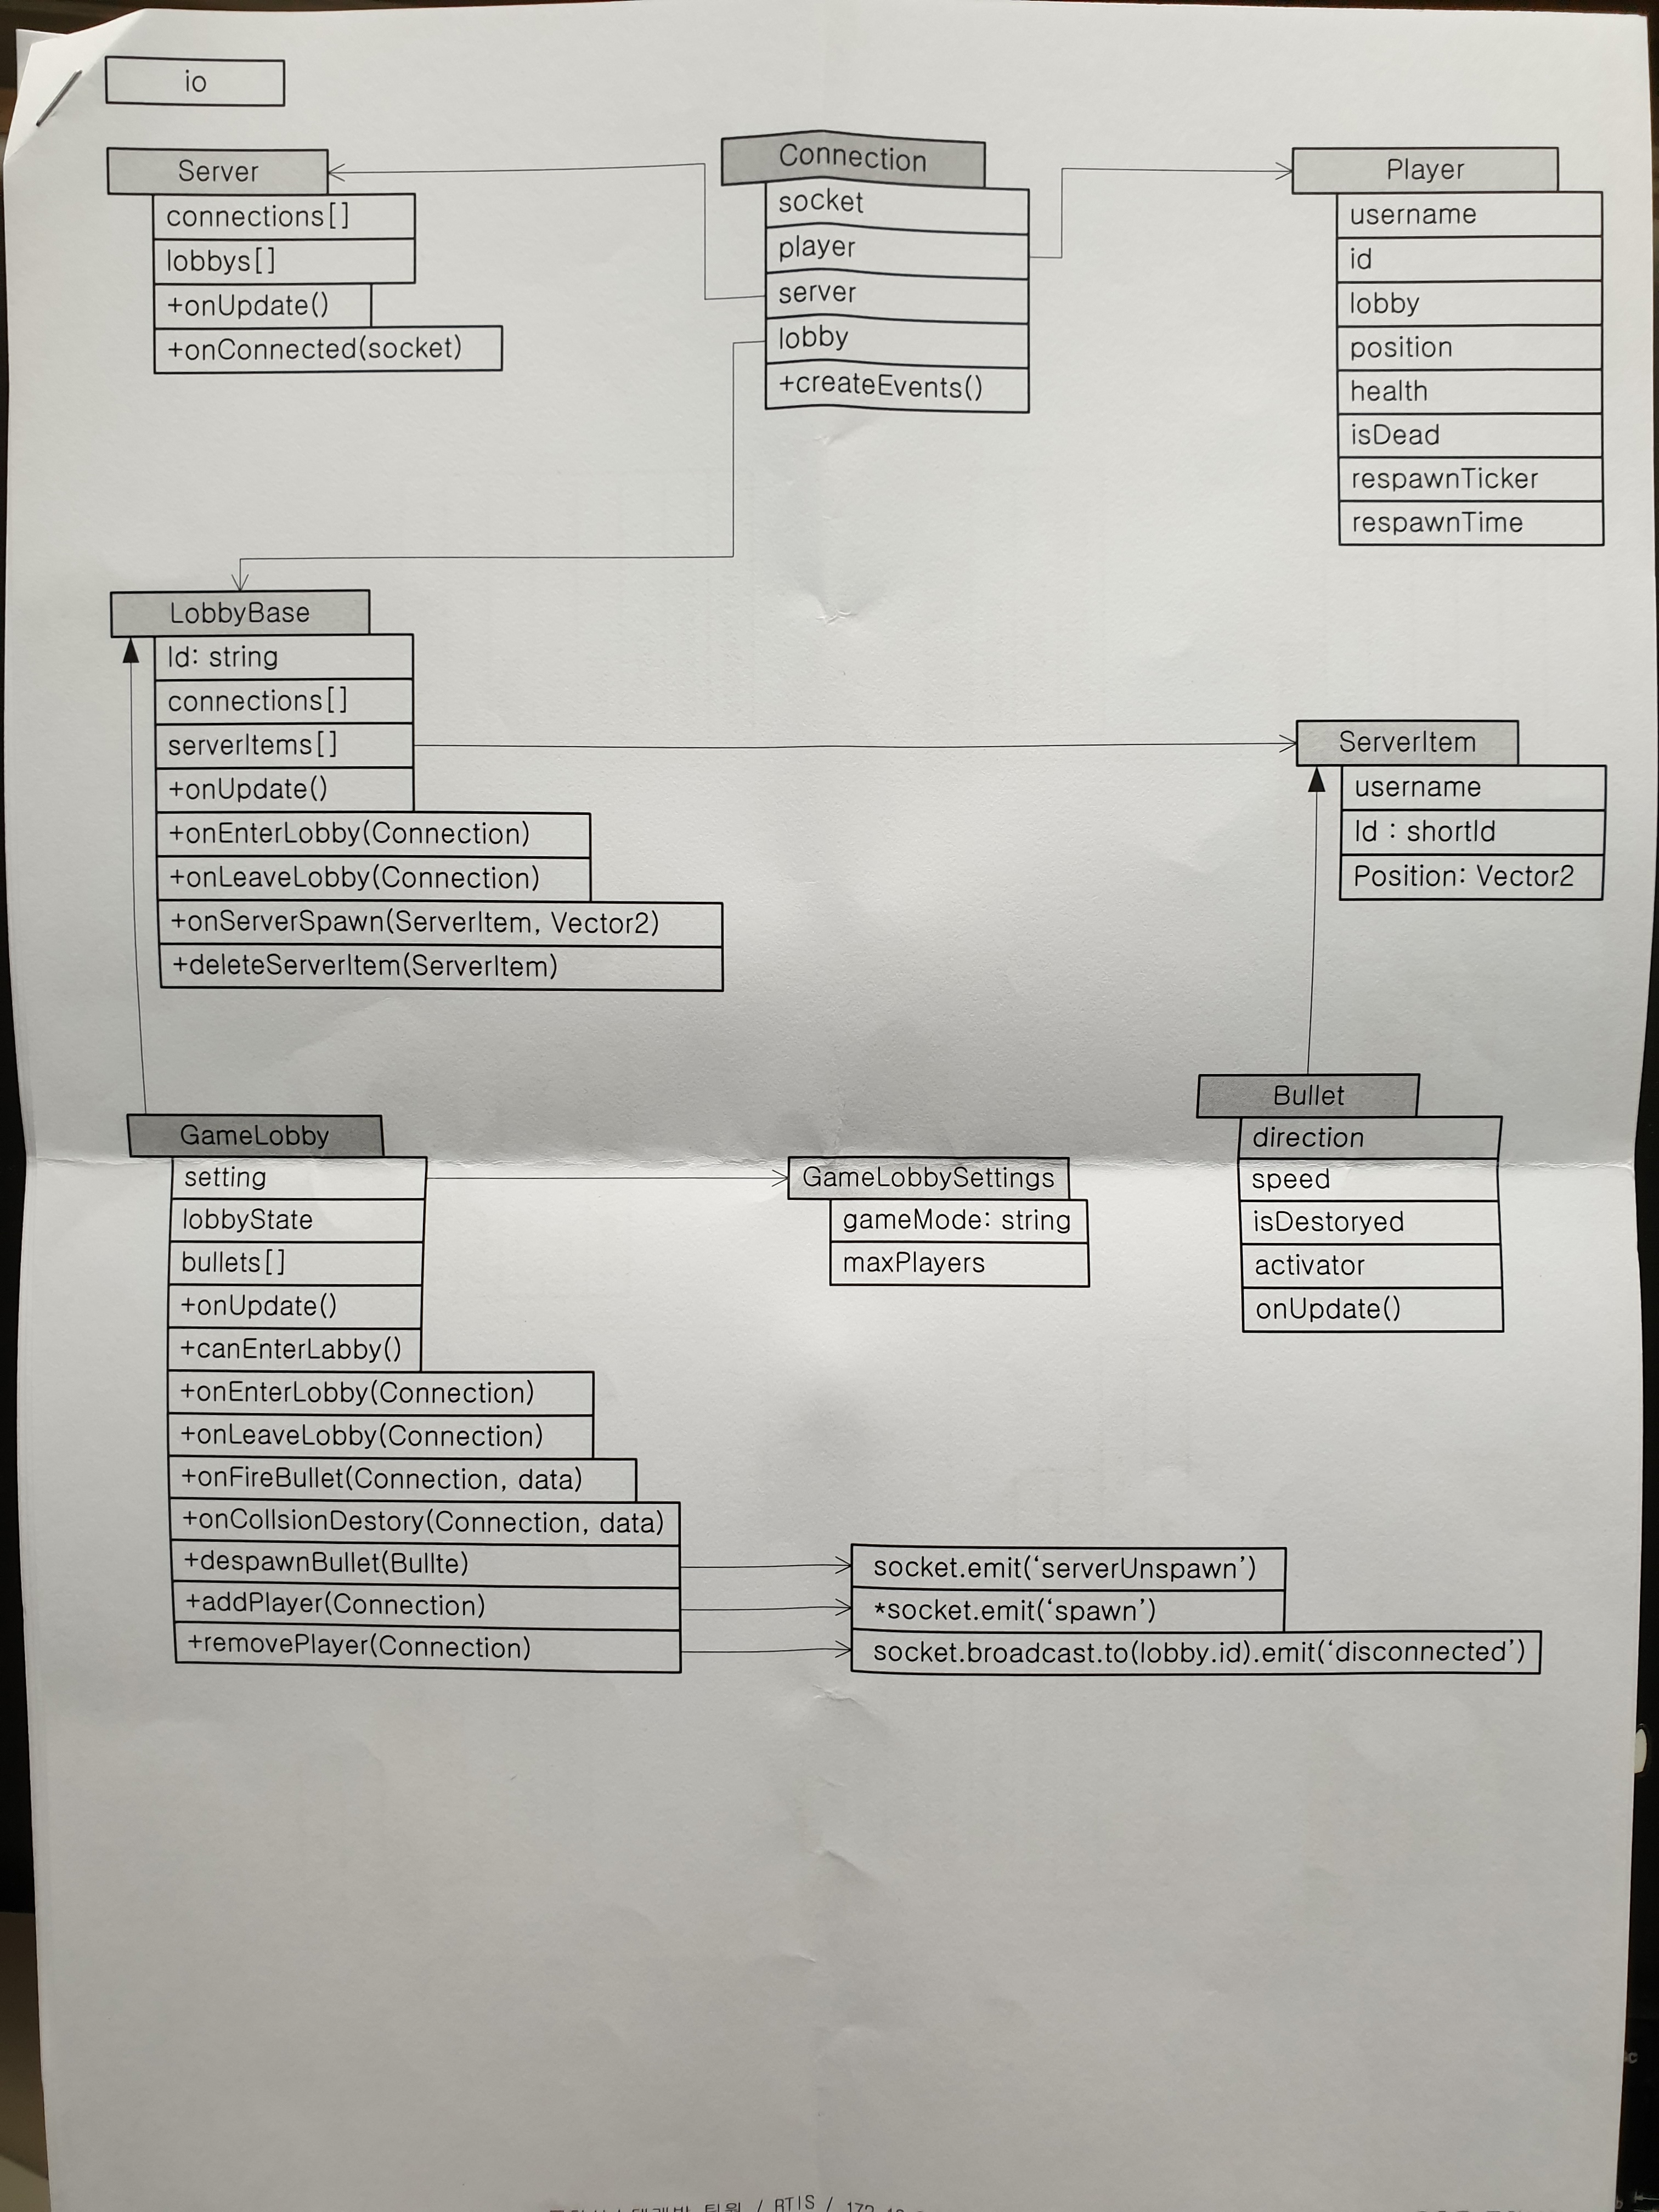 io
Server
connections[]
lobbys[]
+onUpdate()
+onConnected(socket)
Connection
socket
player
server
lobby
+createEvents()
Player
username
id
lobby
position
health
isDead
respawnTicker
respawnTime
LobbyBase
Id: string
connections[]
serverItems[]
+onUpdate()
+onEnterLobby(Connection)
+onLeaveLobby(Connection)
+onServerSpawn(ServerItem, Vector2)
+deleteServerItem(ServerItem)
ServerItem
username
Id : shortId
Position: Vector2
GameLobby
setting
lobbyState
bullets[]
+onUpdate()
+canEnterLabby()
+onEnterLobby(Connection)
+onLeaveLobby(Connection)
+onFireBullet(Connection, data)
+onCollsionDestory(Connection, data)
+despawnBullet(Bullte)
+addPlayer(Connection)
+removePlayer(Connection)
GameLobbySettings
gameMode: string
maxPlayers
Bullet
direction
speed
isDestoryed
activator
onUpdate()
socket.emit(‘serverUnspawn’)
*socket.emit(‘spawn’)
socket.broadcast.to(lobby.id).emit(‘disconnected’)
/ RTIS /